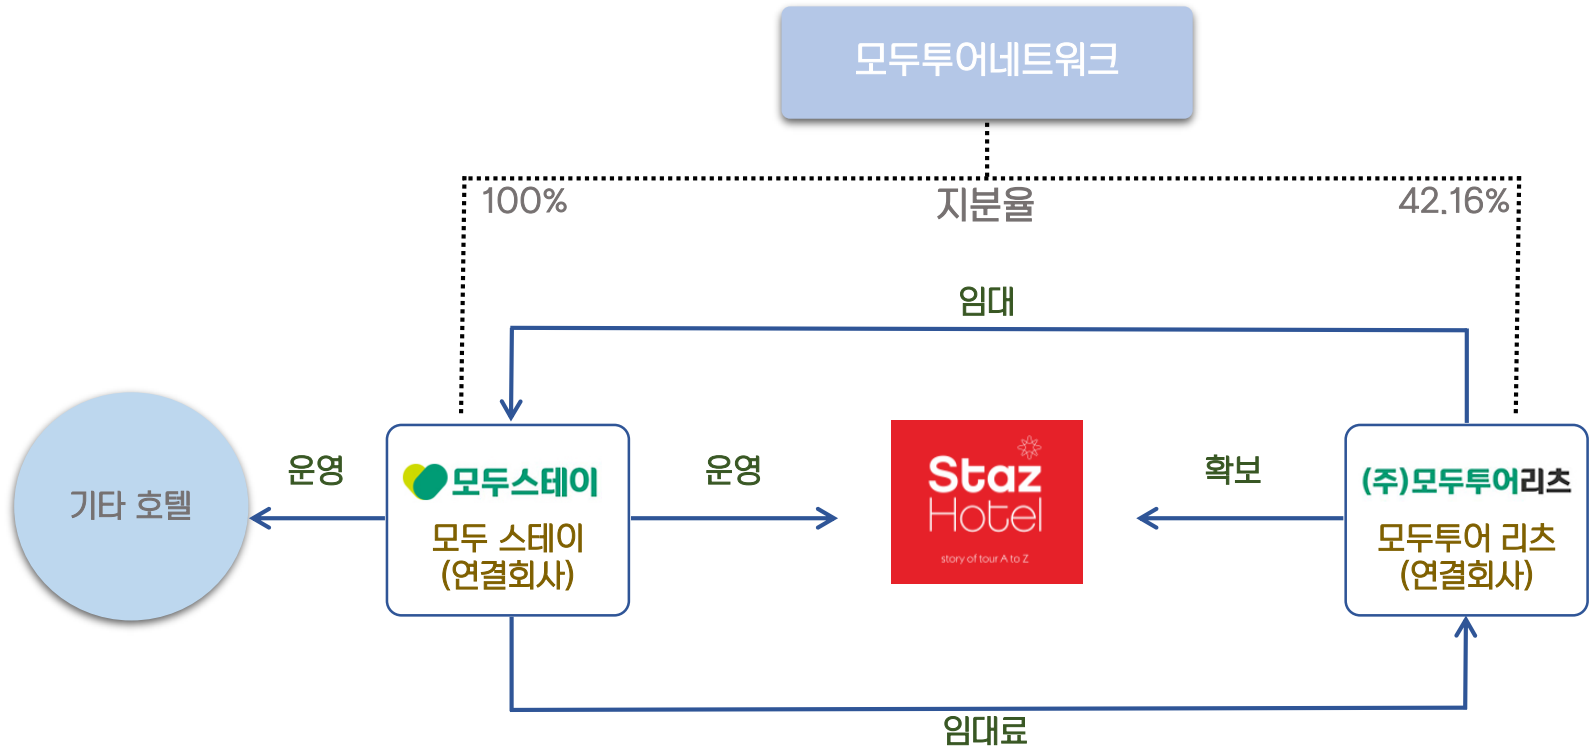 모두투어네트워크
100%
지분율
42.16%
임대
기타 호텔
운영
모두스테이
모두 스테이
(연결회사)
운영
Staz
Hotel
story of tour A to Z
확보
(주)모두투어리츠
모두투어 리츠
(연결회사)
임대료